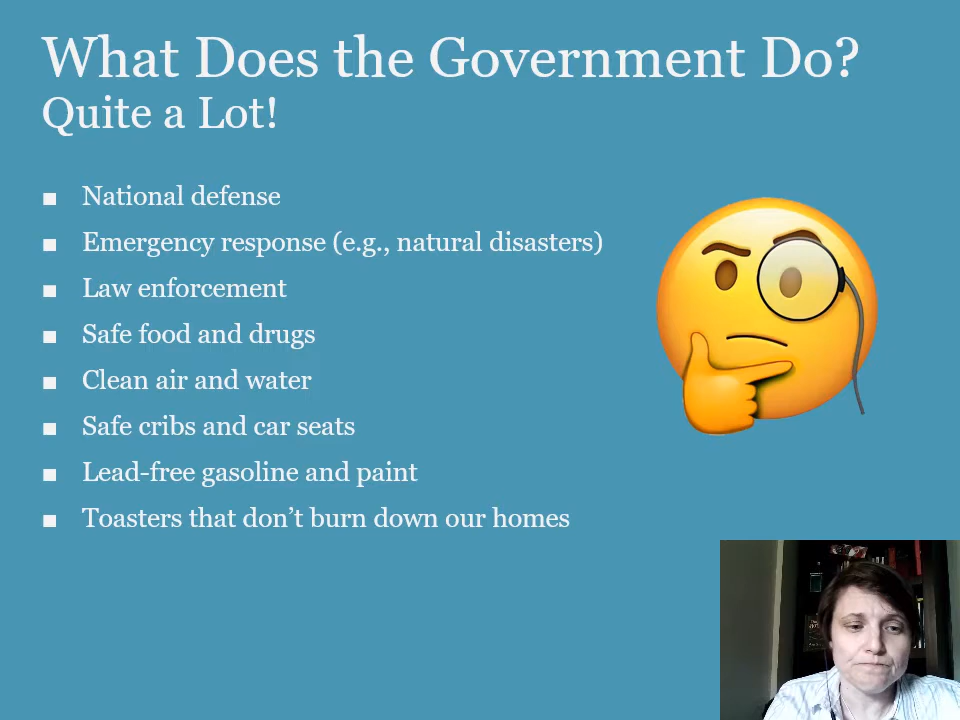 What Does the Government Do?
Quite a Lot!
■ National defense
■ Emergency response (e.g., natural disasters)
■ Law enforcement
■ Safe food and drugs
■ Clean air and water
■ Safe cribs and car seats
■ Lead-free gasoline and paint
■ Toasters that don’t burn down our homes